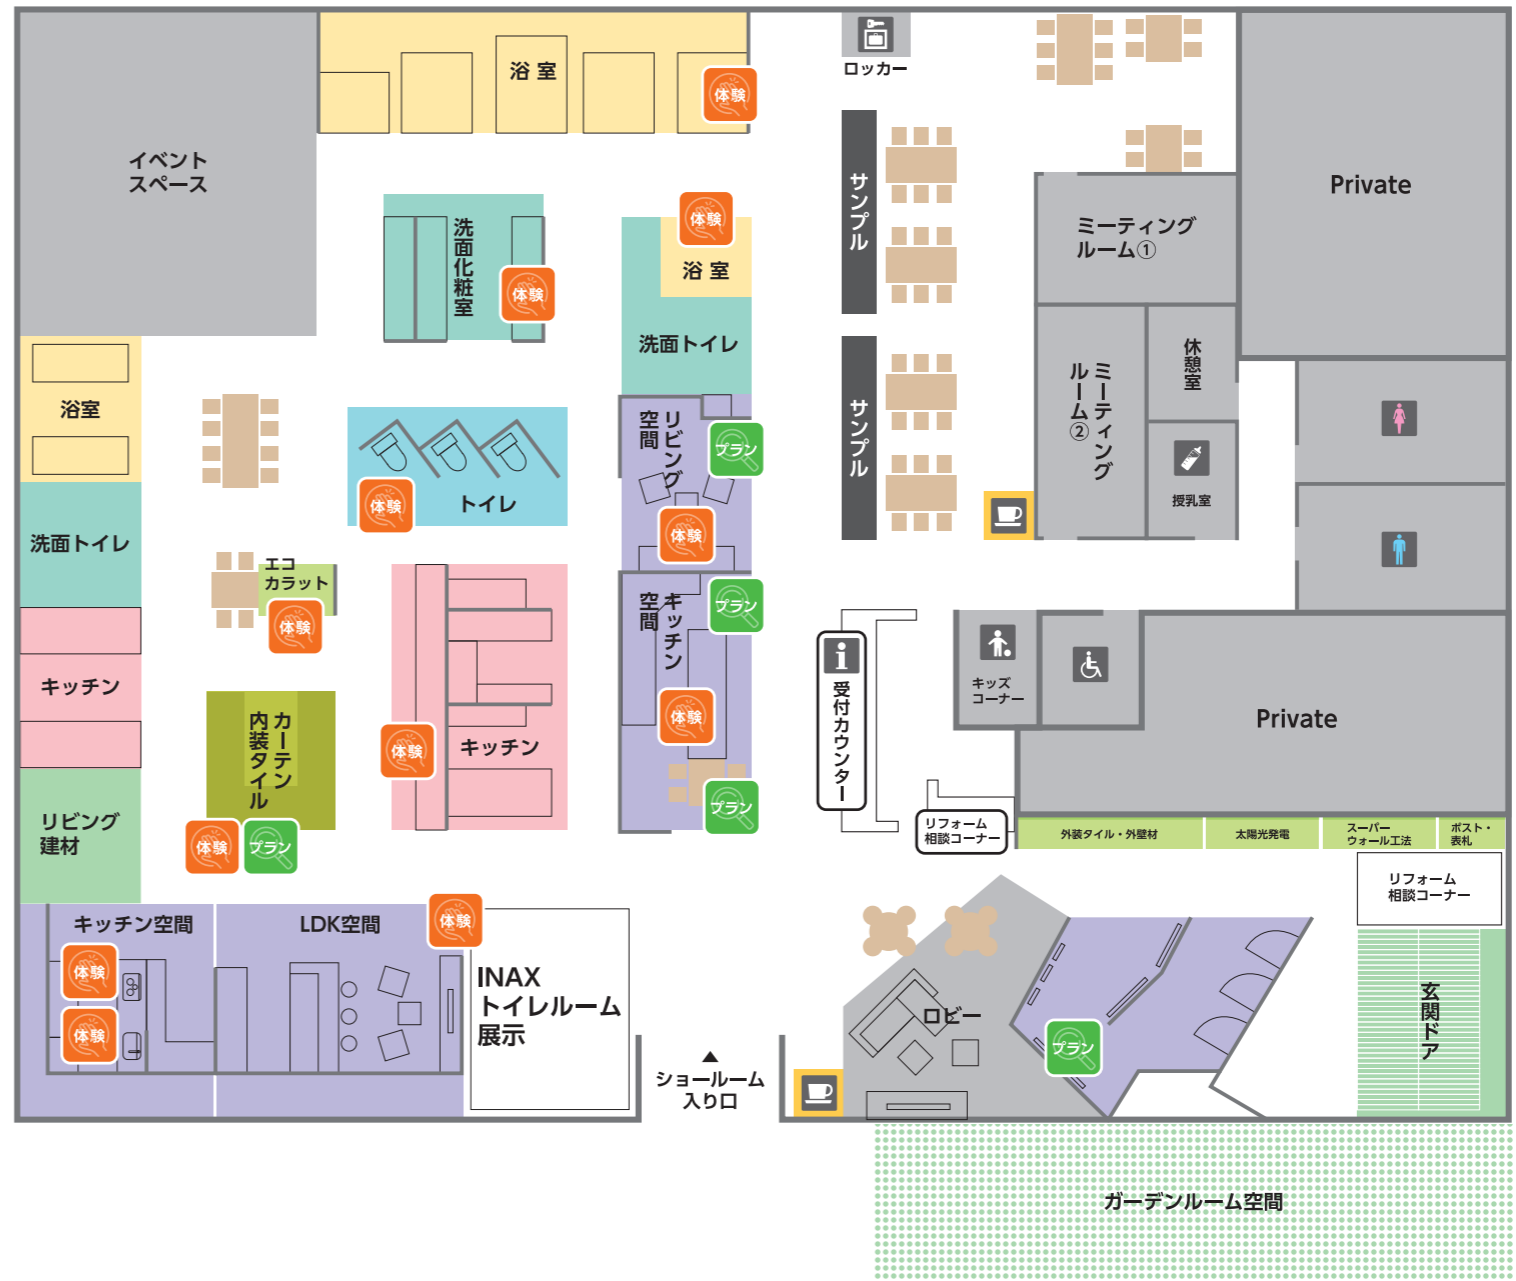 浴室
体験
ロッカー
イベント
スペース
Private
体験
サンプル
ミーティング
ルーム①
洗面化粧室
体験
浴室
洗面トイレ
浴室
ミーティング
ルーム②
休憩室
授乳室
サンプル
リビング
空間
プラン
体験
トイレ
体験
洗面トイレ
エコ
カラット
体験
キッチン
空間
プラン
体験
プラン
キッチン
カーテン
内装タイル
体験
プラン
体験
キッチン
i
受付カウンター
キッズ
コーナー
Private
リビング
建材
リフォーム
相談コーナー
外装タイル・外壁材
太陽光発電
スーパー
ウォール工法
ポスト・
表札
リフォーム
相談コーナー
キッチン空間
体験
体験
LDK空間
体験
INAX
トイレルーム
展示
▲
ショールーム
入り口
ロビー
プラン
玄関ドア
ガーデンルーム空間